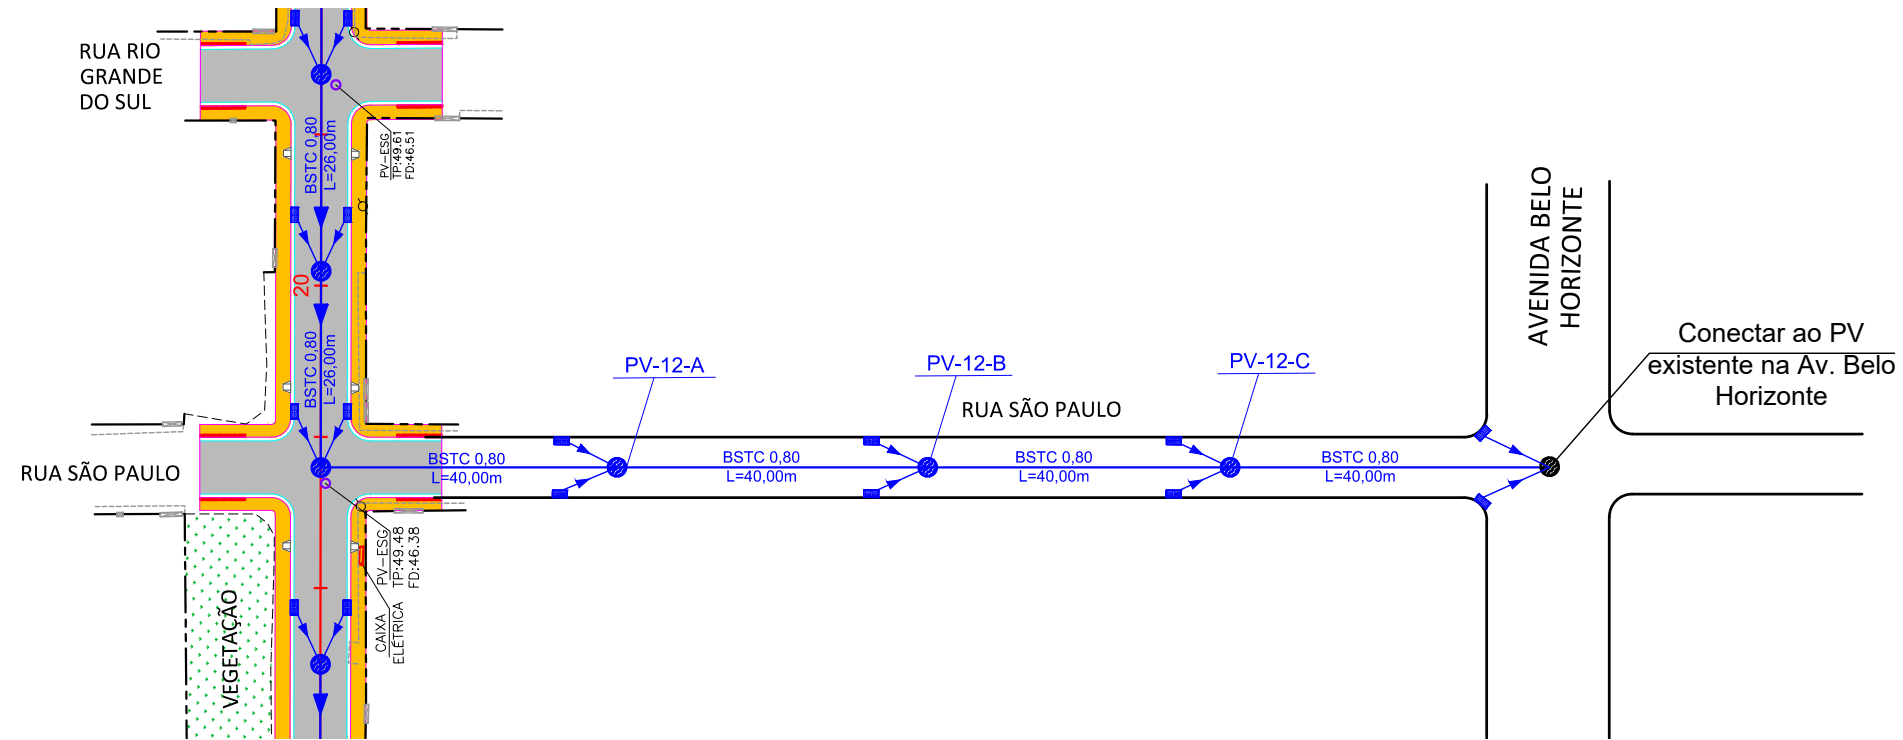 RUA RIO
GRANDE
DO SUL
BSTC 0,80
L=26,00m
PV-ESG
TP:49.61
FD:46.51
20
BSTC 0,80
L=26,00m
AVENIDA BELO
HORIZONTE
Conectar ao PV
existente na Av. Belo
Horizonte
PV-12-A
PV-12-B
PV-12-C
RUA SÃO PAULO
RUA SÃO PAULO
BSTC 0,80
L=40,00m
BSTC 0,80
L=40,00m
BSTC 0,80
L=40,00m
BSTC 0,80
L=40,00m
PV-ESG
TP:49.48
FD:46.38
CAIXA
ELÉTRICA
VEGETAÇÃO